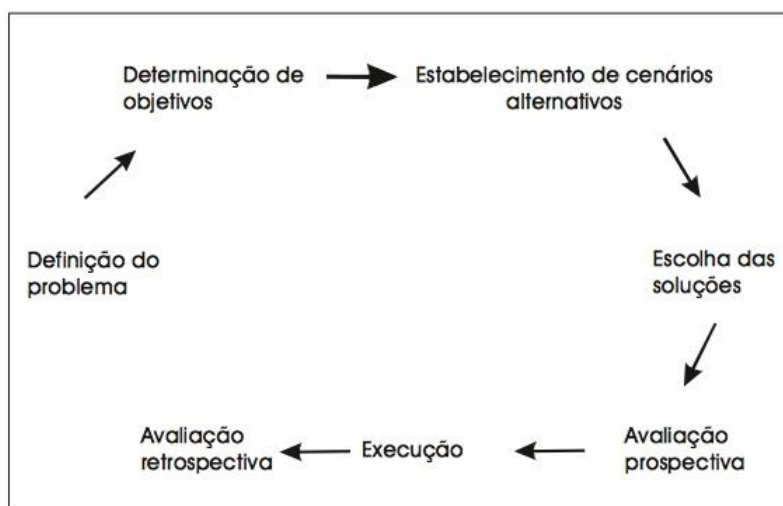 Determinação de
objetivos
Estabelecimento de cenários
alternativos
Definição do
problema
Escolha das
soluções
Avaliação
retrospectiva
Execução
Avaliação
prospectiva